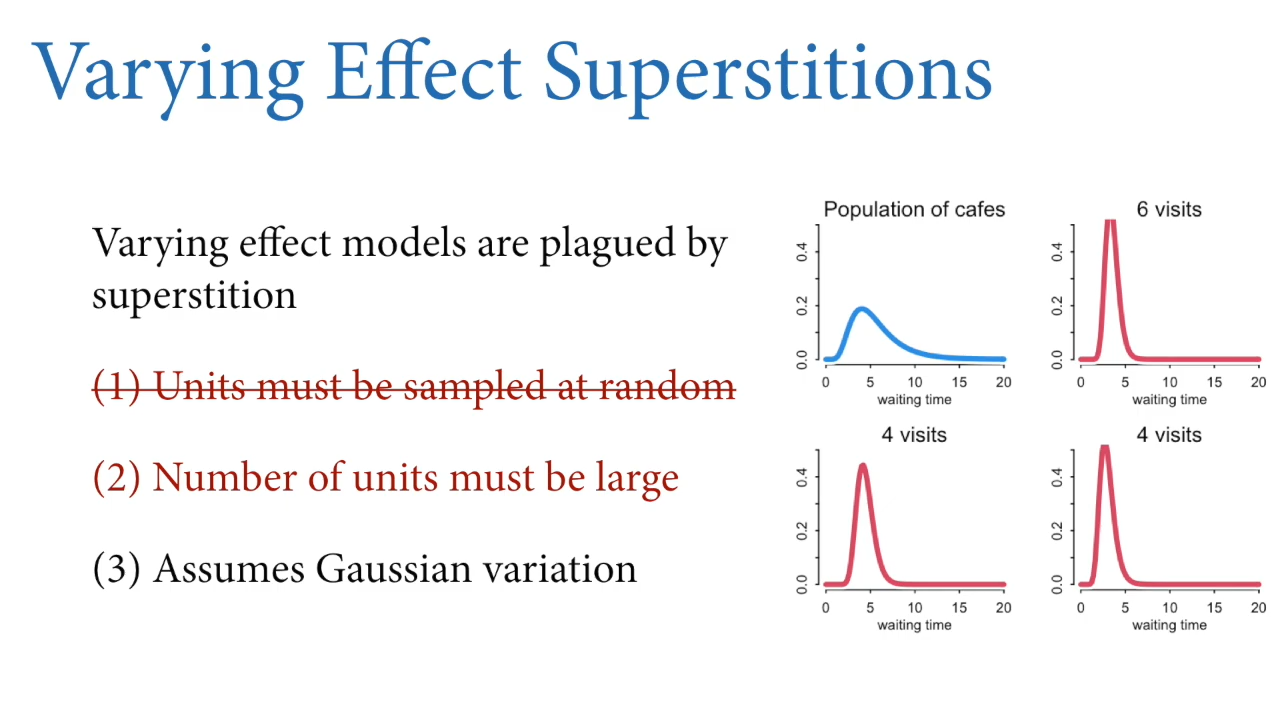 Varying Effect Superstitions
Varying effect models are plagued by
superstition
(1) Units must be sampled at random
(2) Number of units must be large
(3) Assumes Gaussian variation
Population of cafes
0.0 0.2 0.4
0 5 10 15 20
waiting time
6 visits
0.0 0.2 0.4
0 5 10 15 20
waiting time
4 visits
0.0 0.2 0.4
0 5 10 15 20
waiting time
4 visits
0.0 0.2 0.4
0 5 10 15 20
waiting time